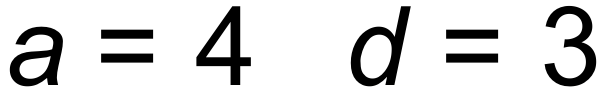 a = 4 d = 3